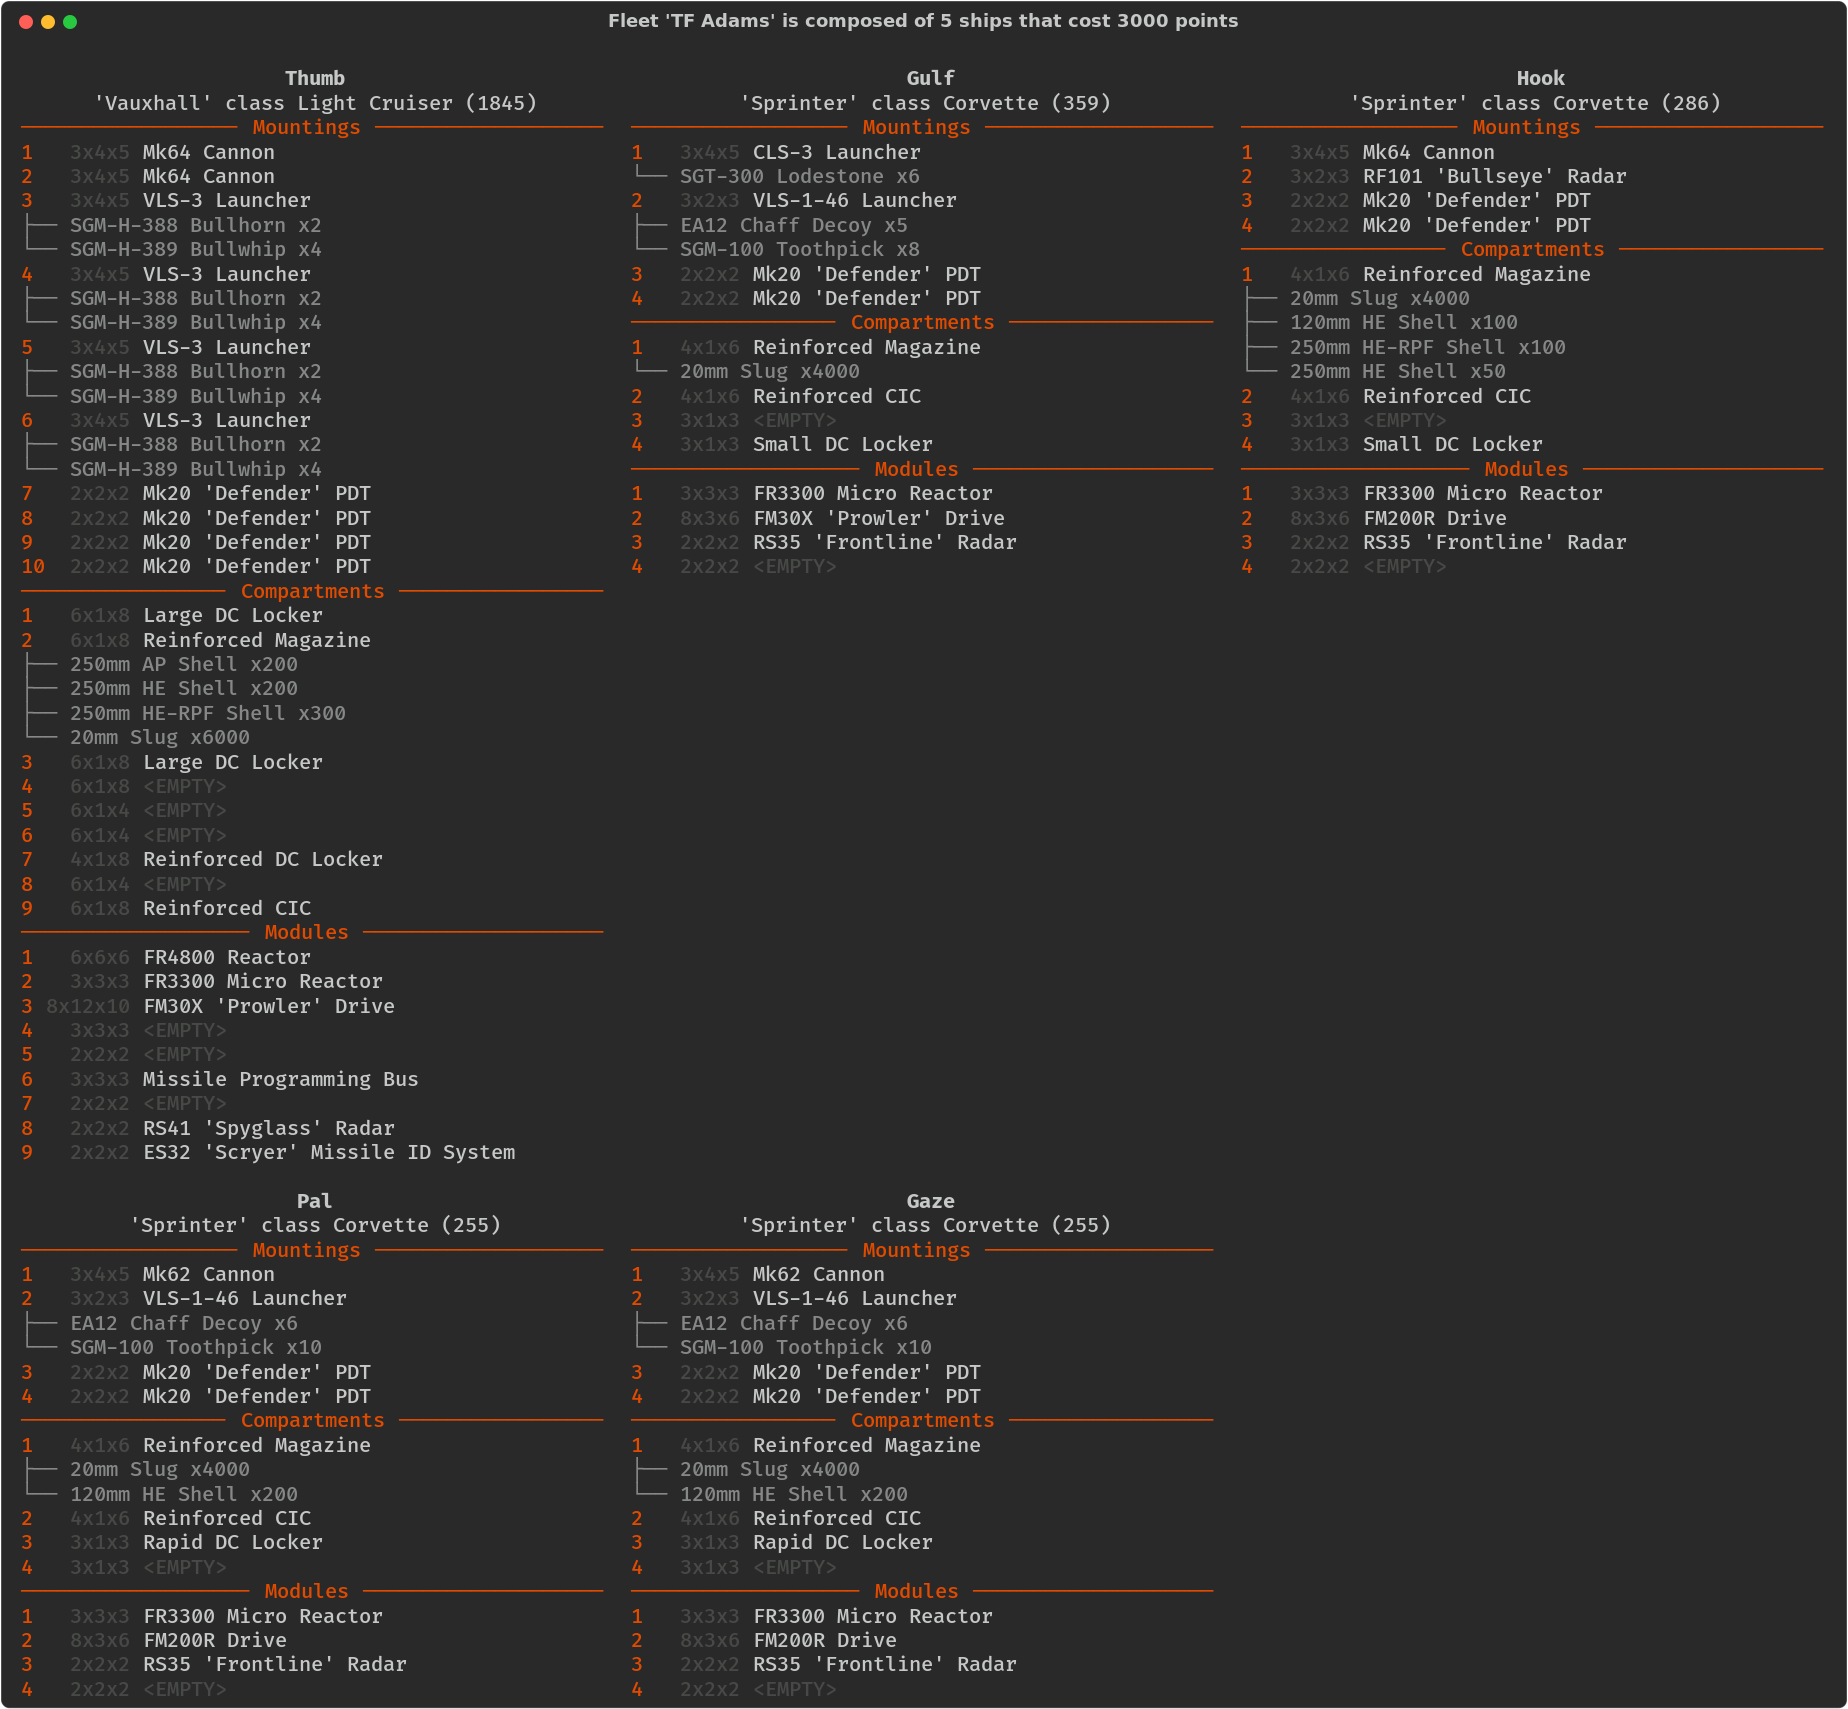 Fleet 'TF Adams' is composed of 5 ships that cost 3000 points
Thumb
'Vauxhall' class Light Cruiser (1845)
Mountings
1 3x4x5 Mk64 Cannon
2 3x4x5 Mk64 Cannon
3 3x4x5 VLS-3 Launcher
SGM-H-388 Bullhorn x2
SGM-H-389 Bullwhip x4
4 3x4x5 VLS-3 Launcher
SGM-H-388 Bullhorn x2
SGM-H-389 Bullwhip x4
5 3x4x5 VLS-3 Launcher
SGM-H-388 Bullhorn x2
SGM-H-389 Bullwhip x4
6 3x4x5 VLS-3 Launcher
SGM-H-388 Bullhorn x2
SGM-H-389 Bullwhip x4
7 2x2x2 Mk20 'Defender' PDT
8 2x2x2 Mk20 'Defender' PDT
9 2x2x2 Mk20 'Defender' PDT
10 2x2x2 Mk20 'Defender' PDT
Compartments
1 6x1x8 Large DC Locker
2 6x1x8 Reinforced Magazine
250mm AP Shell x200
250mm HE Shell x200
250mm HE-RPF Shell x300
20mm Slug x6000
3 6x1x8 Large DC Locker
4 6x1x8 <EMPTY>
5 6x1x4 <EMPTY>
6 6x1x4 <EMPTY>
7 4x1x8 Reinforced DC Locker
8 6x1x4 <EMPTY>
9 6x1x8 Reinforced CIC
Modules
1 6x6x6 FR4800 Reactor
2 3x3x3 FR3300 Micro Reactor
3 8x12x10 FM30X 'Prowler' Drive
4 3x3x3 <EMPTY>
5 2x2x2 <EMPTY>
6 3x3x3 Missile Programming Bus
7 2x2x2 <EMPTY>
8 2x2x2 RS41 'Spyglass' Radar
9 2x2x2 ES32 'Scryer' Missile ID System
Gulf
'Sprinter' class Corvette (359)
Mountings
1 3x4x5 CLS-3 Launcher
SGT-300 Lodestone x6
2 3x2x3 VLS-1-46 Launcher
EA12 Chaff Decoy x5
SGM-100 Toothpick x8
3 2x2x2 Mk20 'Defender' PDT
4 2x2x2 Mk20 'Defender' PDT
Compartments
1 4x1x6 Reinforced Magazine
20mm Slug x4000
2 4x1x6 Reinforced CIC
3 3x1x3 <EMPTY>
4 3x1x3 Small DC Locker
Modules
1 3x3x3 FR3300 Micro Reactor
2 8x3x6 FM30X 'Prowler' Drive
3 2x2x2 RS35 'Frontline' Radar
4 2x2x2 <EMPTY>
Hook
'Sprinter' class Corvette (286)
Mountings
1 3x4x5 Mk64 Cannon
2 3x2x3 RF101 'Bullseye' Radar
3 2x2x2 Mk20 'Defender' PDT
4 2x2x2 Mk20 'Defender' PDT
Compartments
1 4x1x6 Reinforced Magazine
20mm Slug x4000
120mm HE Shell x100
250mm HE-RPF Shell x100
250mm HE Shell x50
2 4x1x6 Reinforced CIC
3 3x1x3 <EMPTY>
4 3x1x3 Small DC Locker
Modules
1 3x3x3 FR3300 Micro Reactor
2 8x3x6 FM200R Drive
3 2x2x2 RS35 'Frontline' Radar
4 2x2x2 <EMPTY>
Pal
'Sprinter' class Corvette (255)
Mountings
1 3x4x5 Mk62 Cannon
2 3x2x3 VLS-1-46 Launcher
EA12 Chaff Decoy x6
SGM-100 Toothpick x10
3 2x2x2 Mk20 'Defender' PDT
4 2x2x2 Mk20 'Defender' PDT
Compartments
1 4x1x6 Reinforced Magazine
20mm Slug x4000
120mm HE Shell x200
2 4x1x6 Reinforced CIC
3 3x1x3 Rapid DC Locker
4 3x1x3 <EMPTY>
Modules
1 3x3x3 FR3300 Micro Reactor
2 8x3x6 FM200R Drive
3 2x2x2 RS35 'Frontline' Radar
4 2x2x2 <EMPTY>
Gaze
'Sprinter' class Corvette (255)
Mountings
1 3x4x5 Mk62 Cannon
2 3x2x3 VLS-1-46 Launcher
EA12 Chaff Decoy x6
SGM-100 Toothpick x10
3 2x2x2 Mk20 'Defender' PDT
4 2x2x2 Mk20 'Defender' PDT
Compartments
1 4x1x6 Reinforced Magazine
20mm Slug x4000
120mm HE Shell x200
2 4x1x6 Reinforced CIC
3 3x1x3 Rapid DC Locker
4 3x1x3 <EMPTY>
Modules
1 3x3x3 FR3300 Micro Reactor
2 8x3x6 FM200R Drive
3 2x2x2 RS35 'Frontline' Radar
4 2x2x2 <EMPTY>